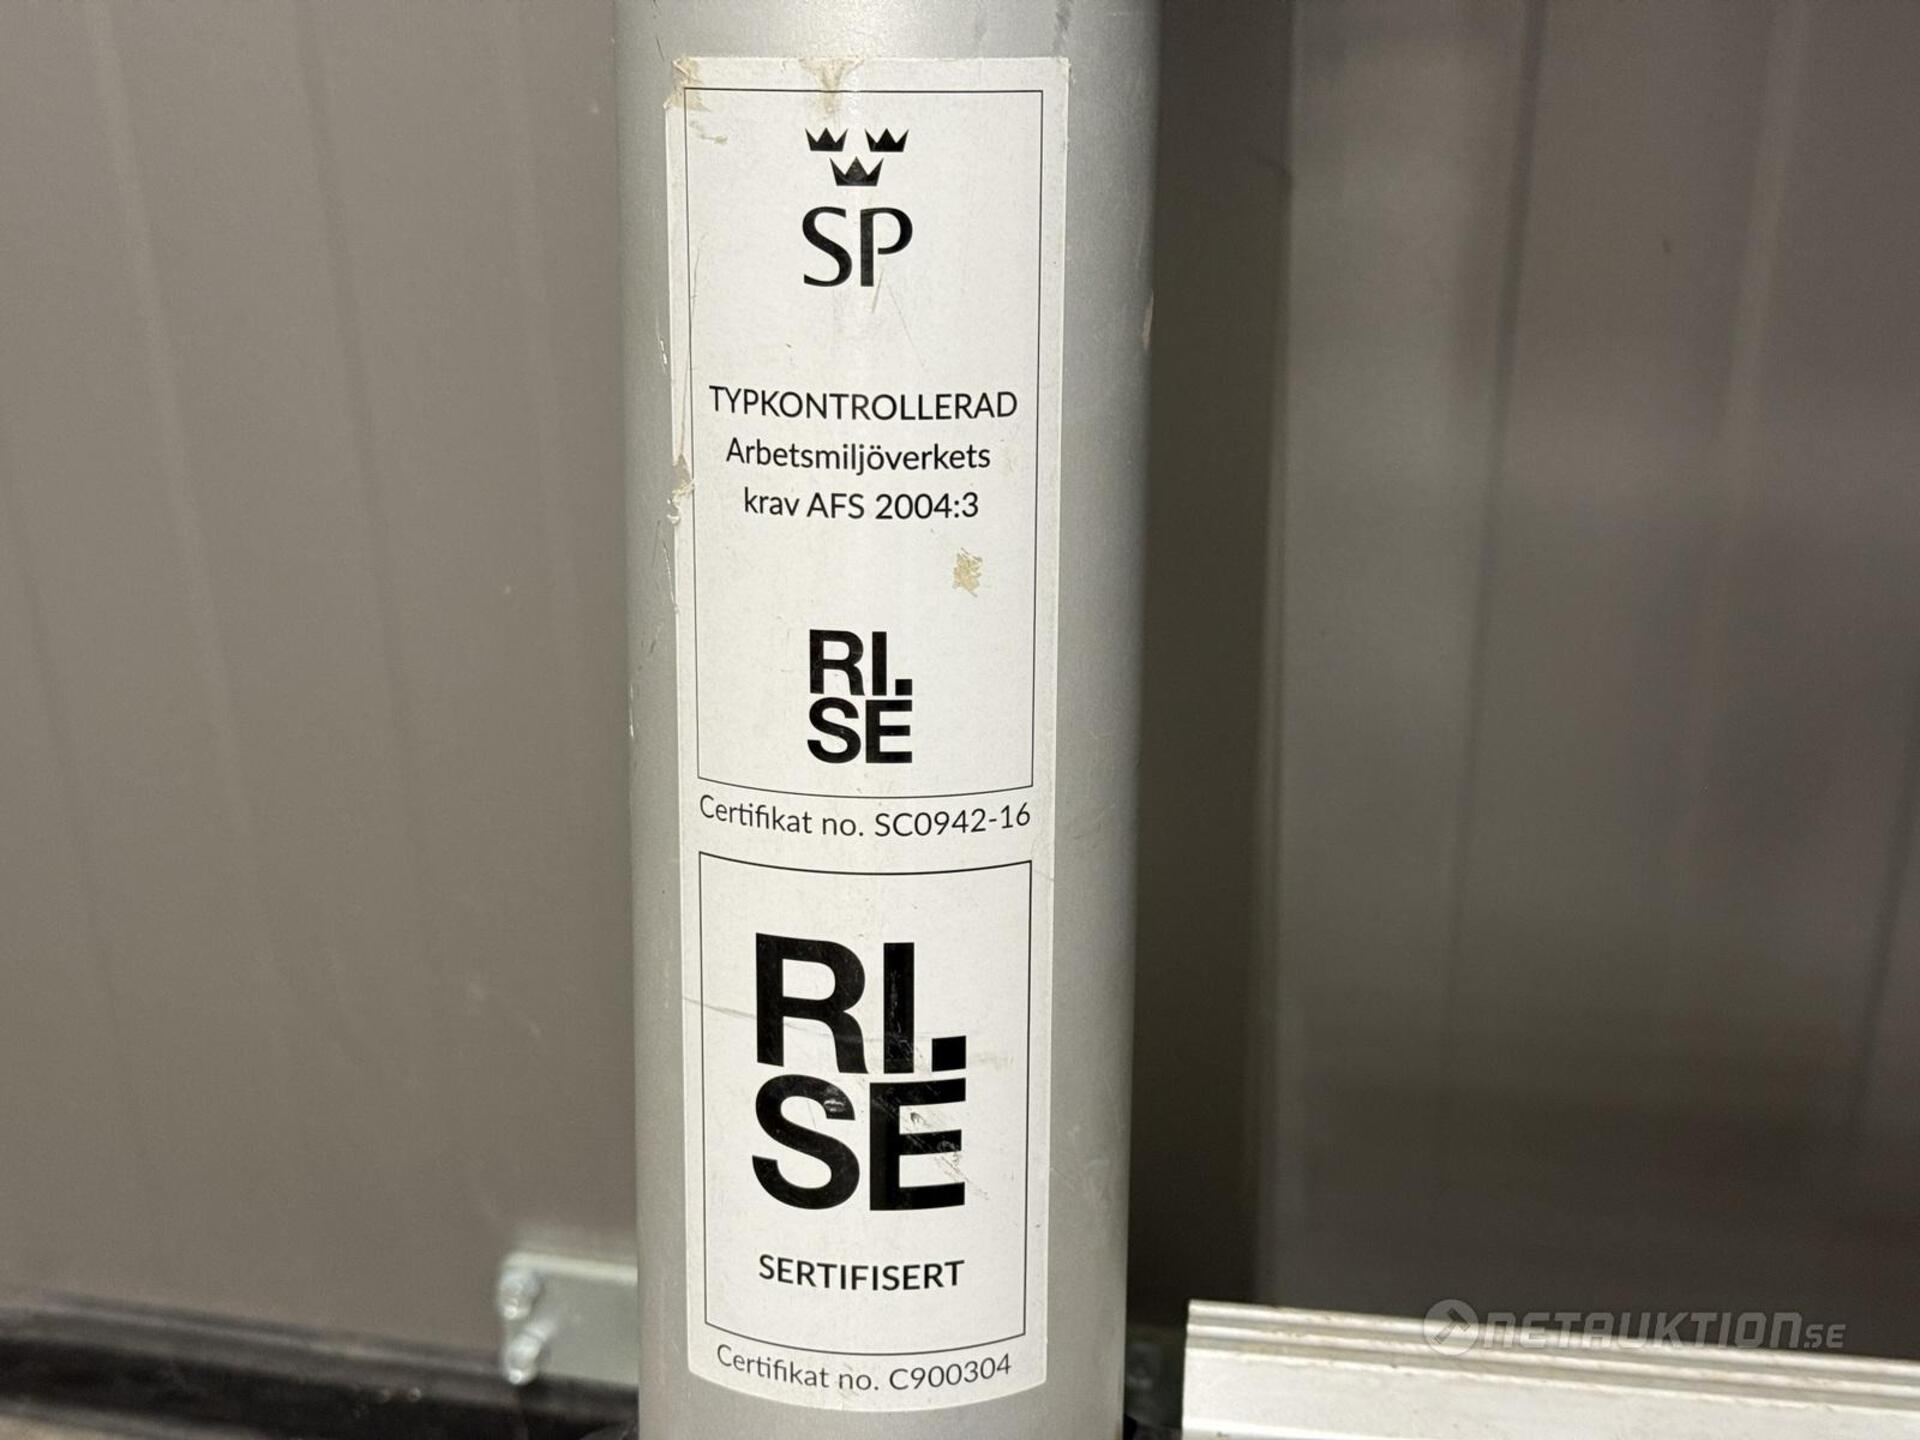 SP
TYPKONTROLLERAD
Arbetsmiljöverkets
krav AFS 2004:3
RI.
SE
Certifikat no. SC0942-16
RI.
SE
SERTIFISERT
Certifikat no. C900304
NETAUKTION.SE